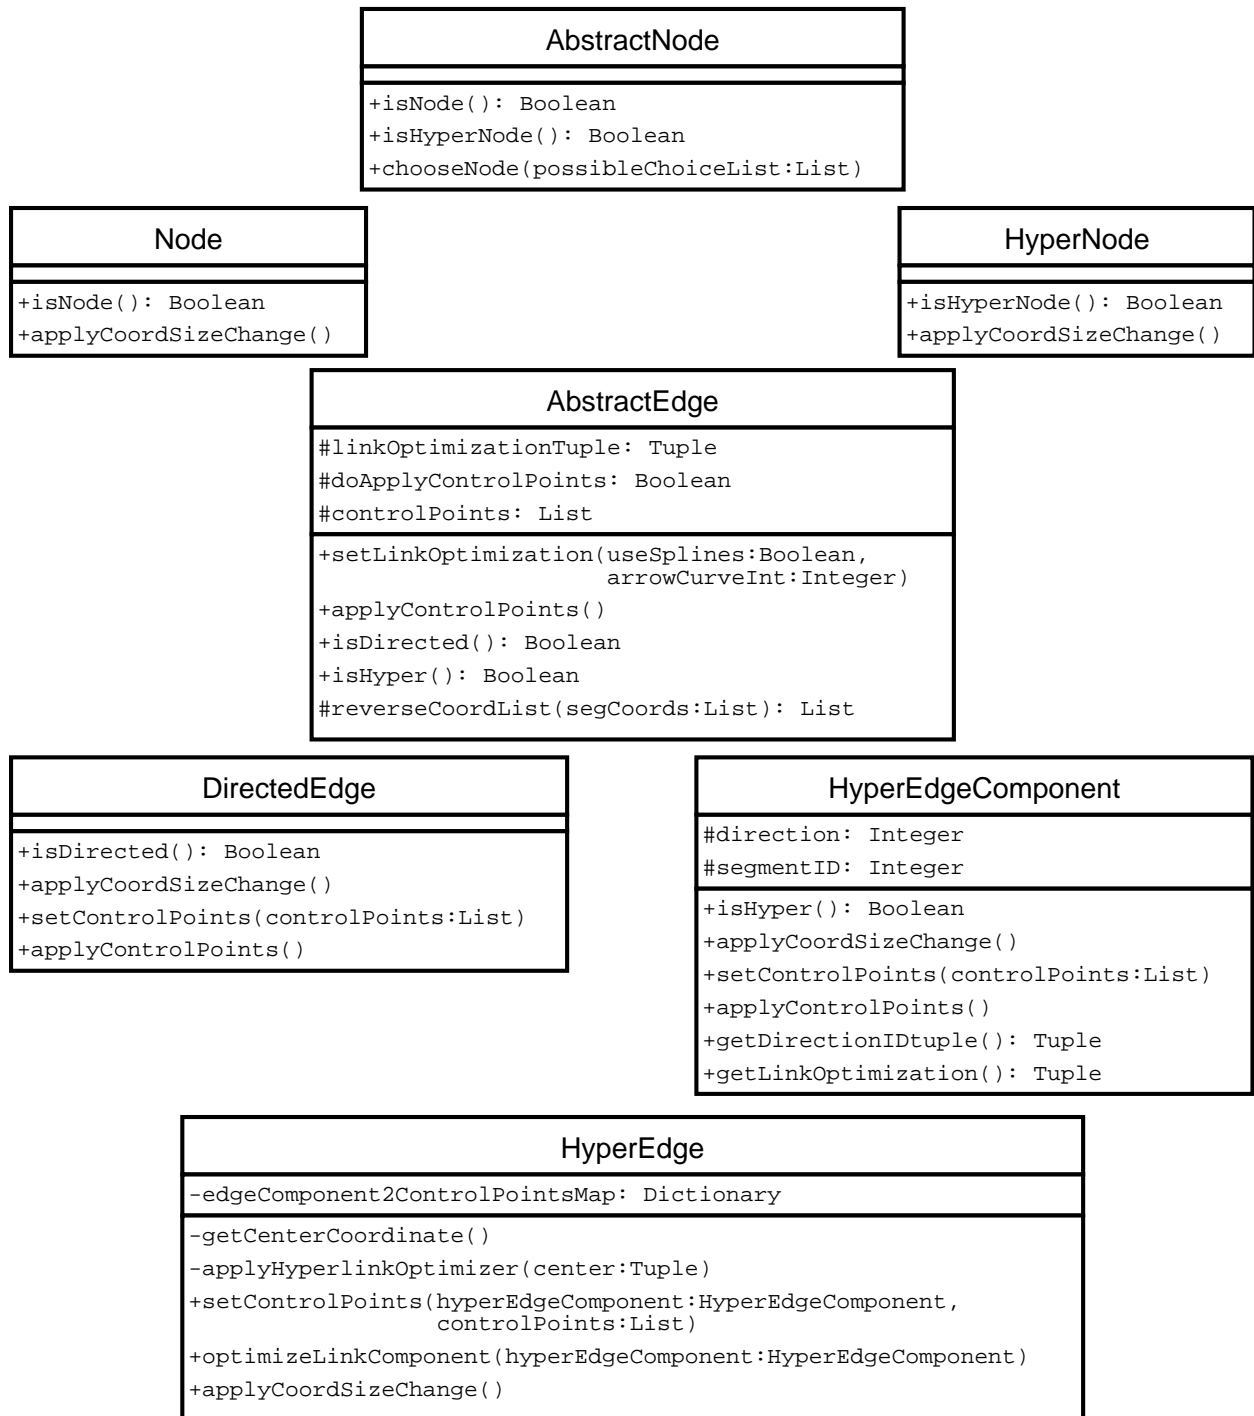 AbstractNode
+isNode(): Boolean
+isHyperNode(): Boolean
+chooseNode(possibleChoiceList:List)
Node
+isNode(): Boolean
+applyCoordSizeChange()
HyperNode
+isHyperNode(): Boolean
+applyCoordSizeChange()
AbstractEdge
#linkOptimizationTuple: Tuple
#doApplyControlPoints: Boolean
#controlPoints: List
+setLinkOptimization(useSplines:Boolean,
arrowCurveInt:Integer)
+applyControlPoints()
+isDirected(): Boolean
+isHyper(): Boolean
#reverseCoordList(segCoords:List): List
DirectedEdge
+isDirected(): Boolean
+applyCoordSizeChange()
+setControlPoints(controlPoints:List)
+applyControlPoints()
HyperEdgeComponent
#direction: Integer
#segmentID: Integer
+isHyper(): Boolean
+applyCoordSizeChange()
+setControlPoints(controlPoints:List)
+applyControlPoints()
+getDirectionIDtuple(): Tuple
+getLinkOptimization(): Tuple
HyperEdge
-edgeComponent2ControlPointsMap: Dictionary
-getCenterCoordinate()
-applyHyperlinkOptimizer(center:Tuple)
+setControlPoints(hyperEdgeComponent:HyperEdgeComponent,
controlPoints:List)
+optimizeLinkComponent(hyperEdgeComponent:HyperEdgeComponent)
+applyCoordSizeChange()